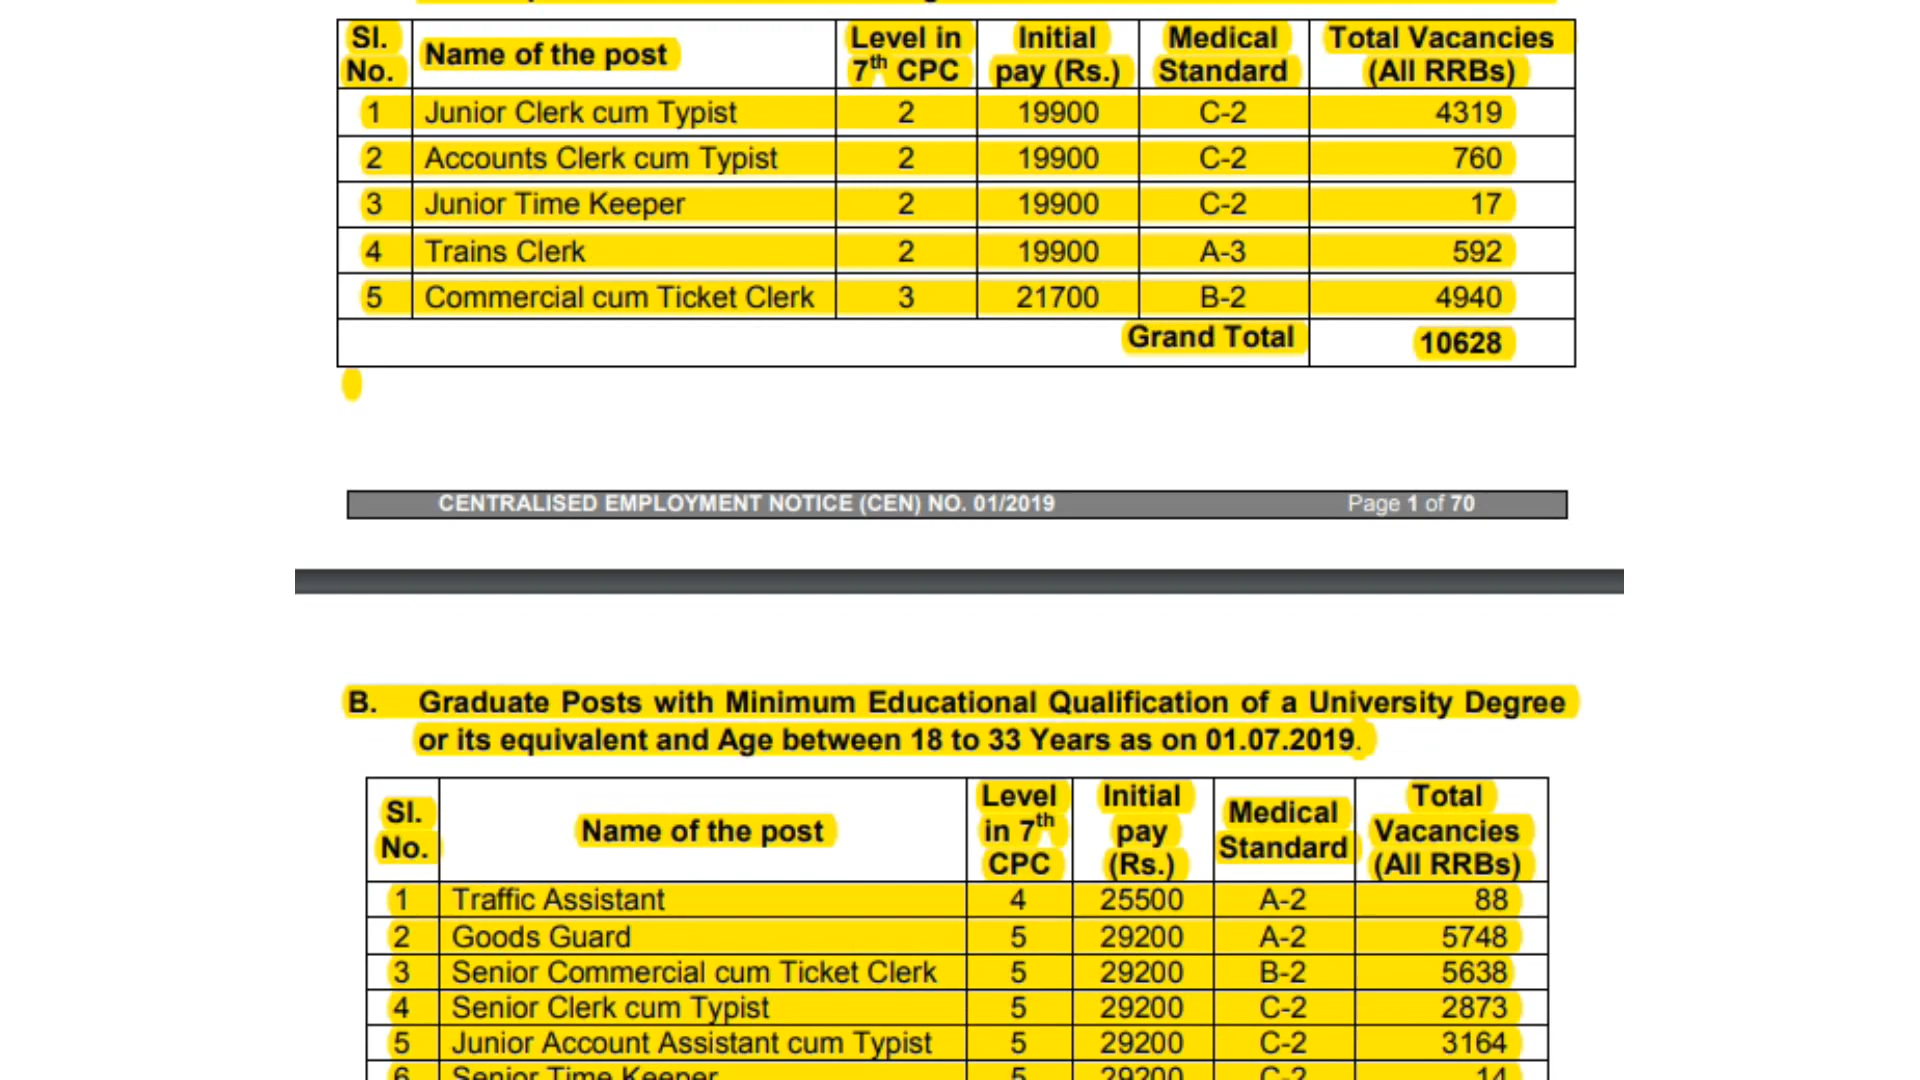 Sl. No. Name of the post Level in 7th CPC Initial pay (Rs.) Medical Standard Total Vacancies (All RRBs)
1 Junior Clerk cum Typist 2 19900 C-2 4319
2 Accounts Clerk cum Typist 2 19900 C-2 760
3 Junior Time Keeper 2 19900 C-2 17
4 Trains Clerk 2 19900 A-3 592
5 Commercial cum Ticket Clerk 3 21700 B-2 4940
Grand Total 10628
CENTRALISED EMPLOYMENT NOTICE (CEN) NO. 01/2019 Page 1 of 70
B. Graduate Posts with Minimum Educational Qualification of a University Degree
or its equivalent and Age between 18 to 33 Years as on 01.07.2019.
Sl. No. Name of the post Level in 7th CPC Initial pay (Rs.) Medical Standard Total Vacancies (All RRBs)
1 Traffic Assistant 4 25500 A-2 88
2 Goods Guard 5 29200 A-2 5748
3 Senior Commercial cum Ticket Clerk 5 29200 B-2 5638
4 Senior Clerk cum Typist 5 29200 C-2 2873
5 Junior Account Assistant cum Typist 5 29200 C-2 3164
6 Senior Time Keeper 5 29200 C-2 14